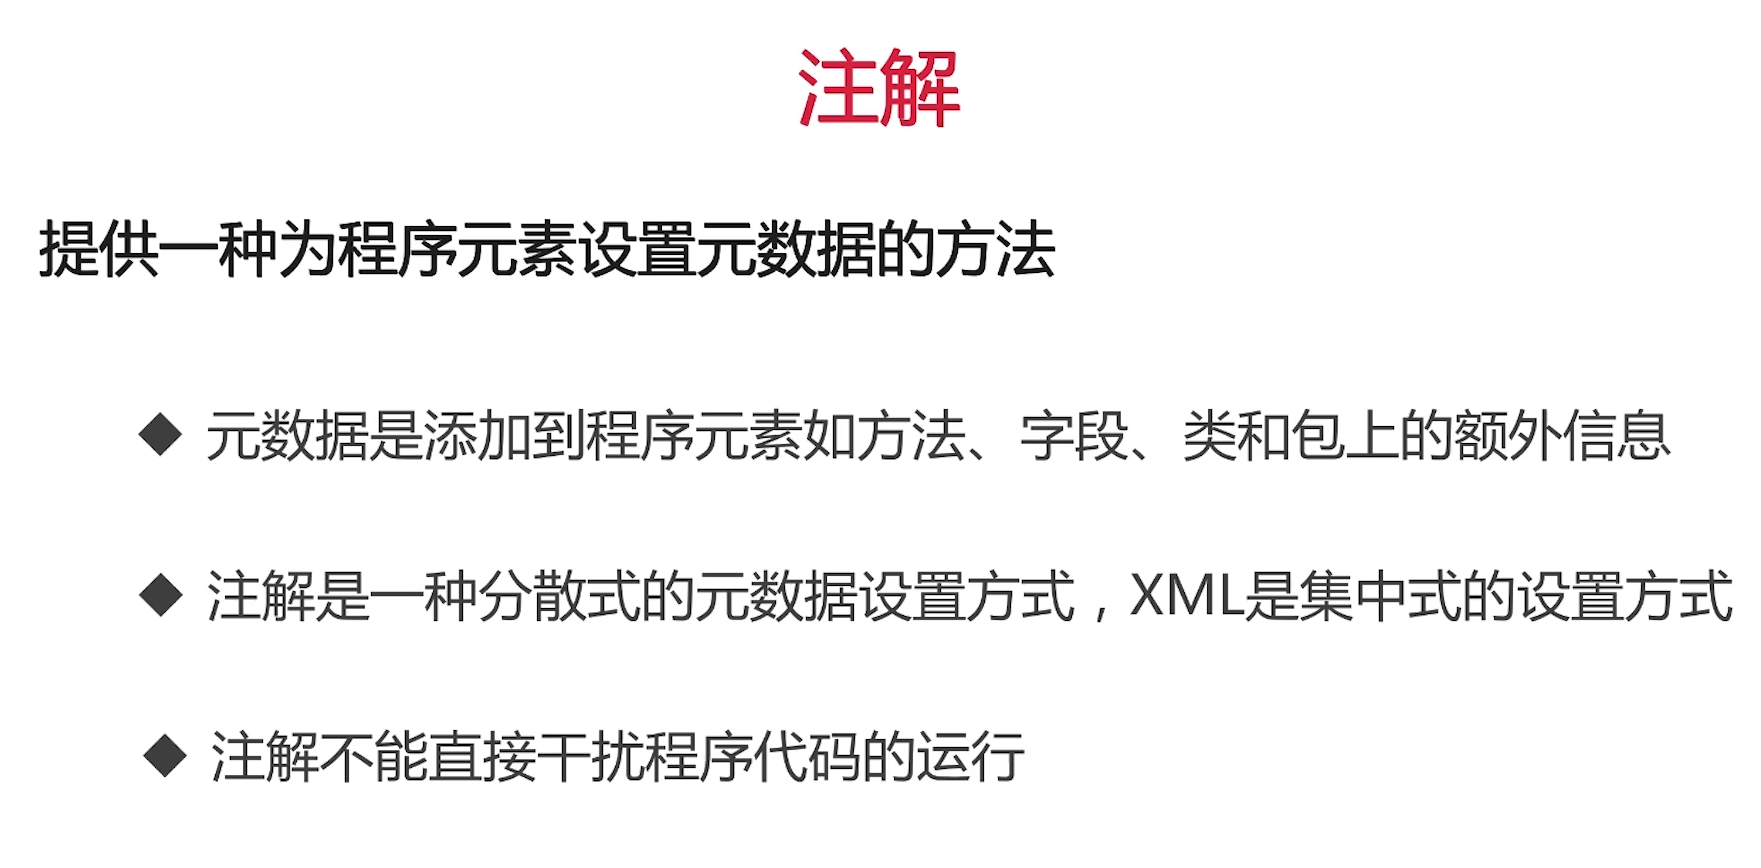 注解
提供一种为程序元素设置元数据的方法
◆ 元数据是添加到程序元素如方法、字段、类和包上的额外信息
◆ 注解是一种分散式的元数据设置方式，XML是集中式的设置方式
◆ 注解不能直接干扰程序代码的运行